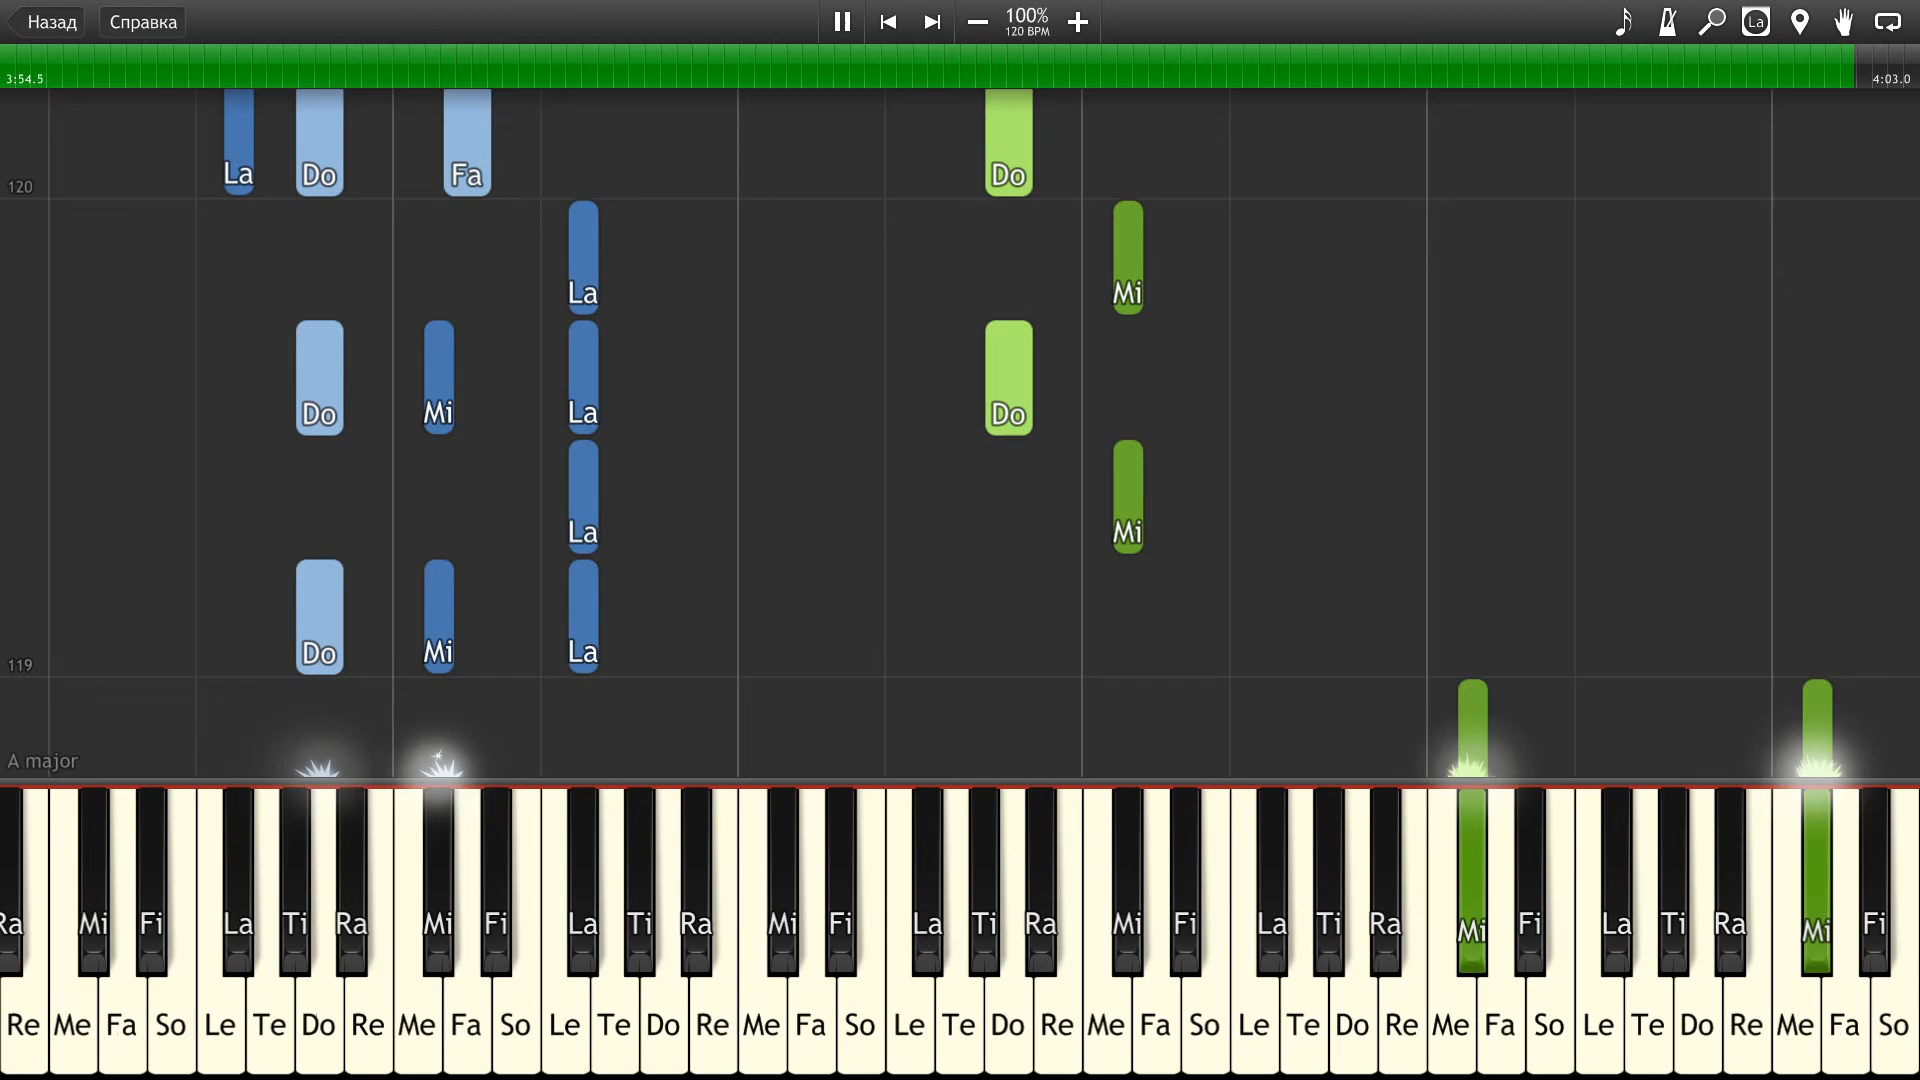 Назад Справка 100% La
120 BPM
3:54.5 4:03.0
La Do Fa Do
120
La Mi
Do Mi La Do
La Mi
Do Mi La
119
A major
Ra Mi Fi La Ti Ra Mi Fi La Ti Ra Mi Fi La Ti Ra Mi Fi La Ti Ra Mi Fi La Ti Ra Mi Fi
Re Me Fa So Le Te Do Re Me Fa So Le Te Do Re Me Fa So Le Te Do Re Me Fa So Le Te Do Re Me Fa So Le Te Do Re Me Fa So